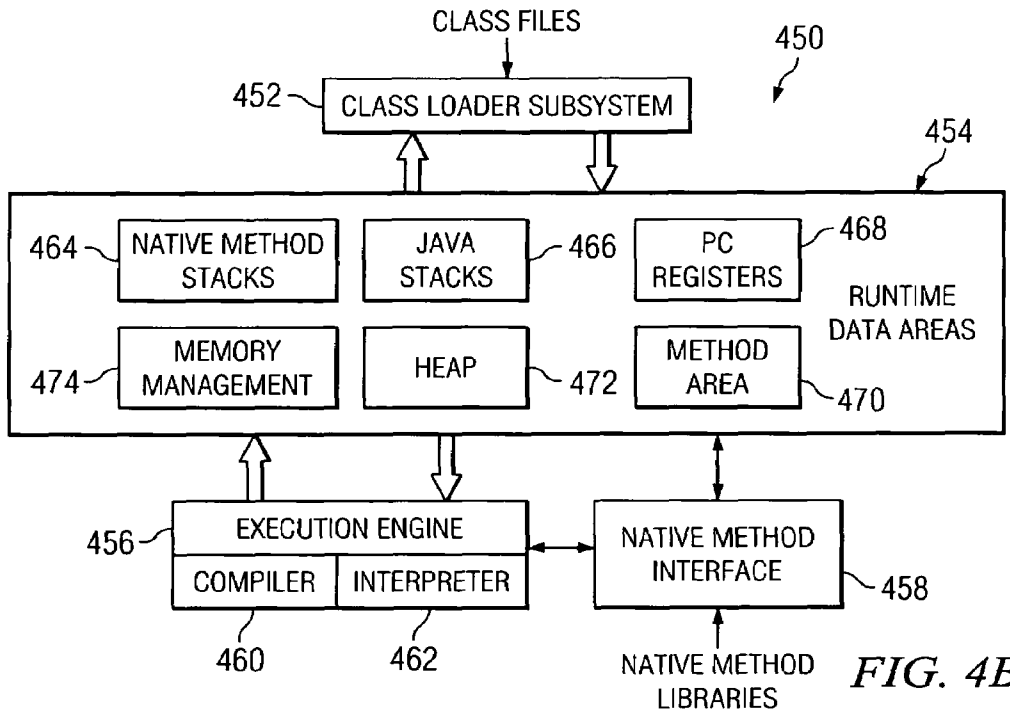 CLASS FILES
450
452
CLASS LOADER SUBSYSTEM
454
464
NATIVE METHOD
STACKS
JAVA
STACKS
466
PC
REGISTERS
468
RUNTIME
DATA AREAS
474
MEMORY
MANAGEMENT
HEAP
472
METHOD
AREA
470
456
EXECUTION ENGINE
COMPILER
INTERPRETER
460
462
NATIVE METHOD
INTERFACE
458
NATIVE METHOD
LIBRARIES
FIG. 4B